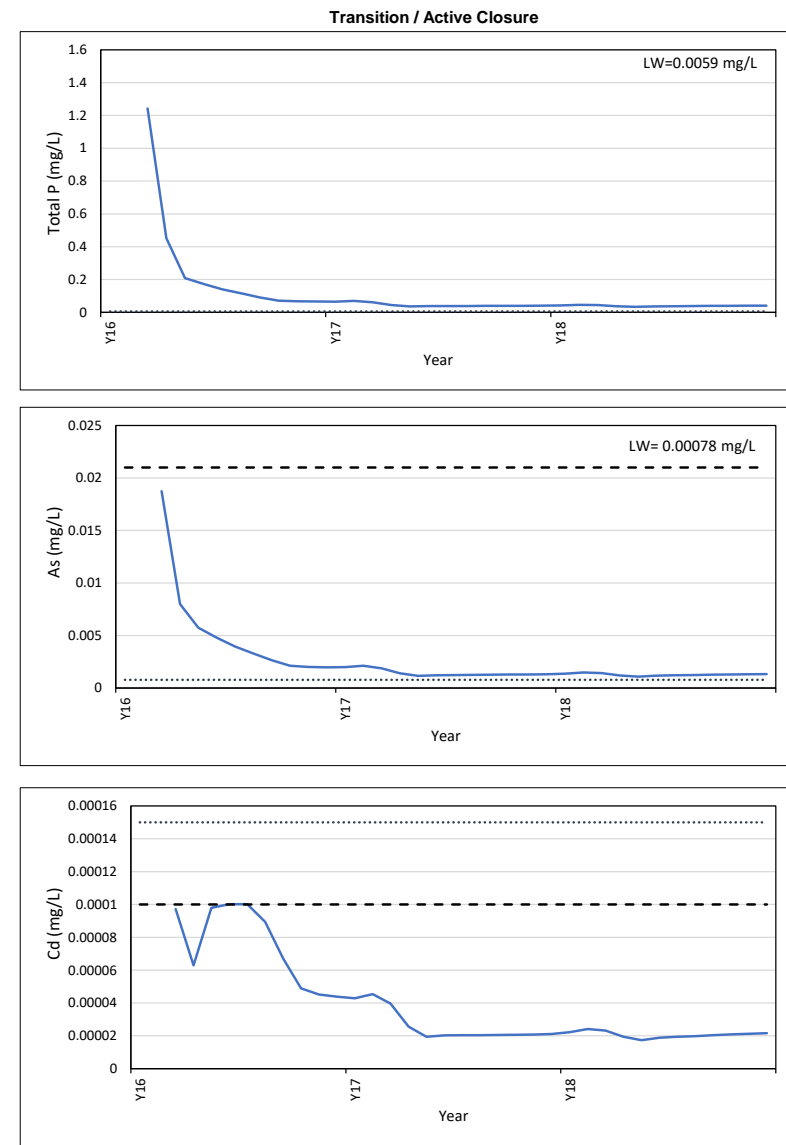 Transition / Active Closure
LW=0.0059 mg/L
Total P (mg/L)
1.6
1.4
1.2
1
0.8
0.6
0.4
0.2
0
Y16
Y17
Y18
Year
LW= 0.00078 mg/L
As (mg/L)
0.025
0.02
0.015
0.01
0.005
0
Y16
Y17
Y18
Year
Cd (mg/L)
0.00016
0.00014
0.00012
0.0001
0.00008
0.00006
0.00004
0.00002
0
Y16
Y17
Y18
Year